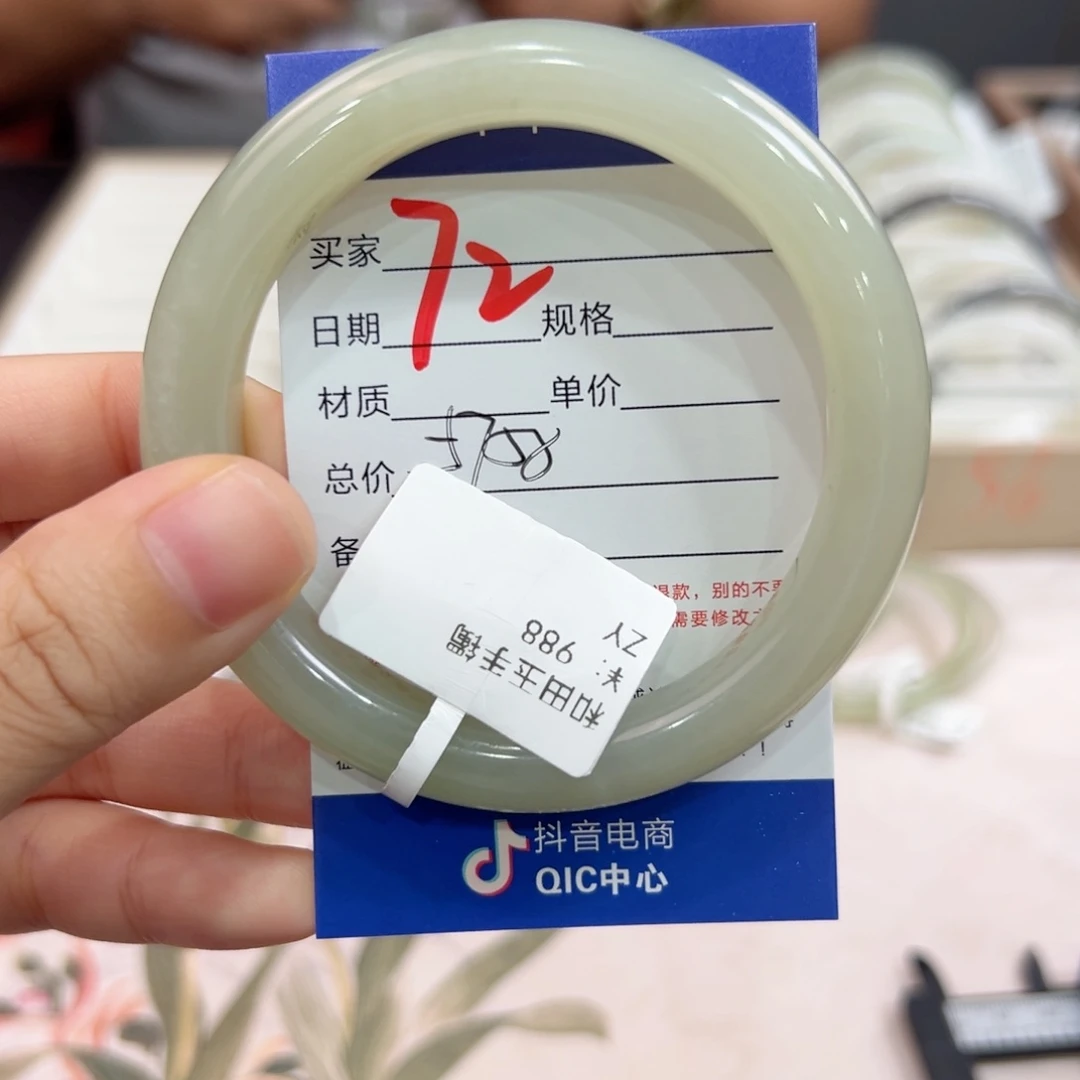 72
买家
日期 规格
材质 单价
5788
总价
备
退款，别的不要
需要修改
和田玉手镯
988
ZY
抖音电商
QIC中心